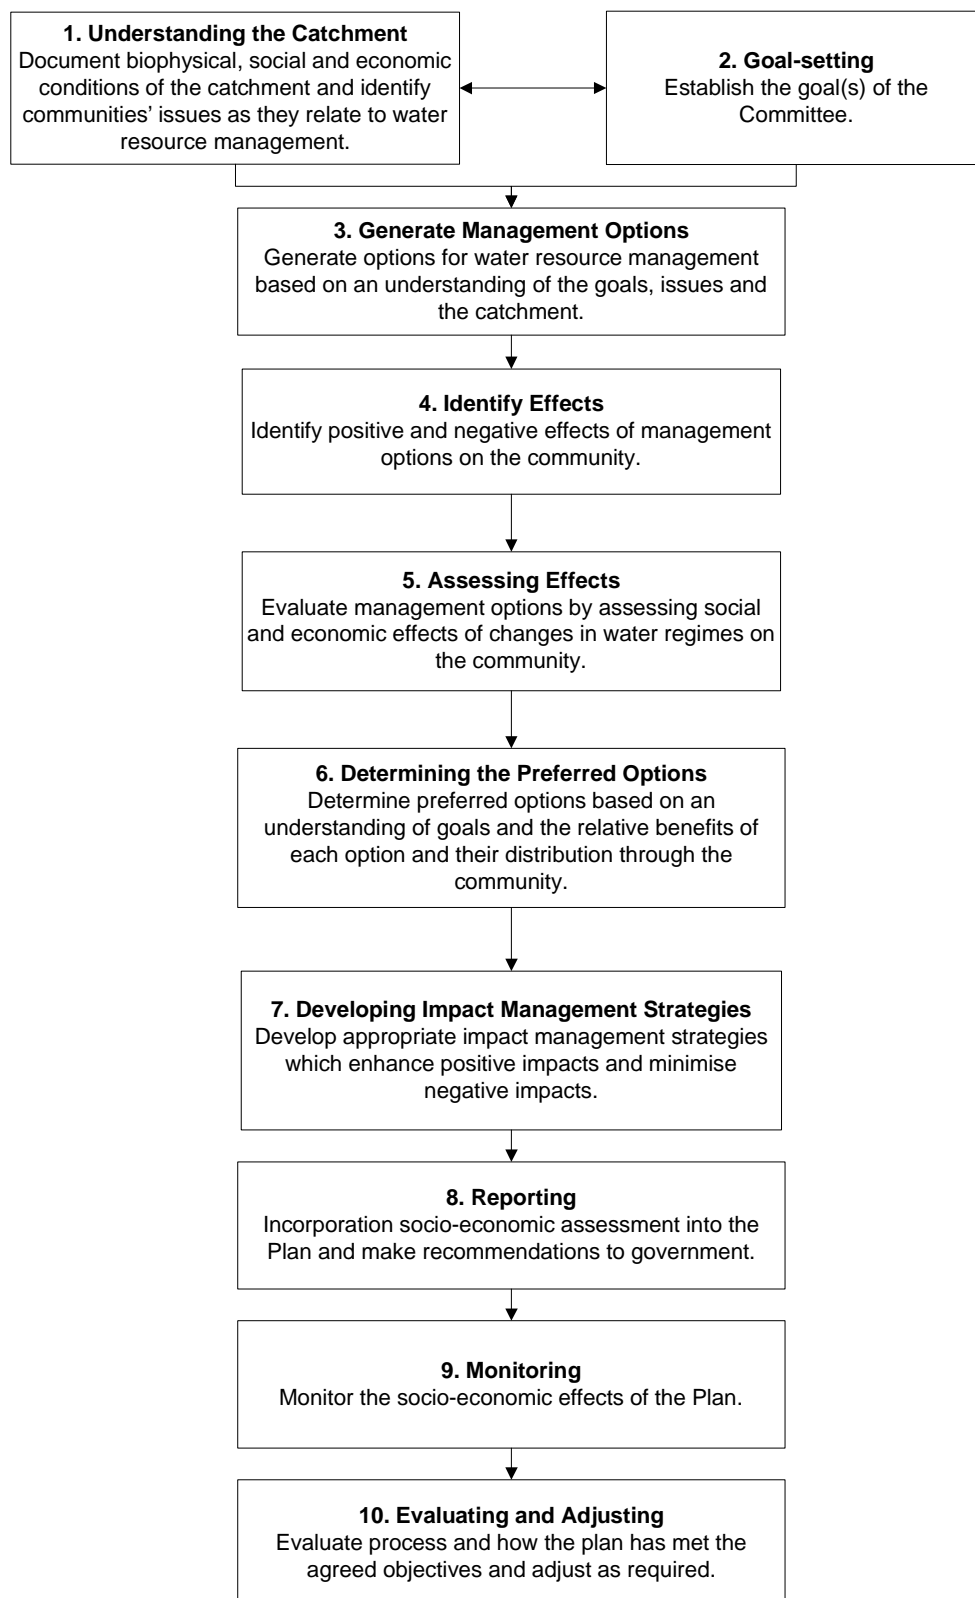 1. Understanding the Catchment
Document biophysical, social and economic
conditions of the catchment and identify
communities' issues as they relate to water
resource management.
2. Goal-setting
Establish the goal(s) of the
Committee.
3. Generate Management Options
Generate options for water resource management
based on an understanding of the goals, issues and
the catchment.
4. Identify Effects
Identify positive and negative effects of management
options on the community.
5. Assessing Effects
Evaluate management options by assessing social
and economic effects of changes in water regimes on
the community.
6. Determining the Preferred Options
Determine preferred options based on an
understanding of goals and the relative benefits of
each option and their distribution through the
community.
7. Developing Impact Management Strategies
Develop appropriate impact management strategies
which enhance positive impacts and minimise
negative impacts.
8. Reporting
Incorporation socio-economic assessment into the
Plan and make recommendations to government.
9. Monitoring
Monitor the socio-economic effects of the Plan.
10. Evaluating and Adjusting
Evaluate process and how the plan has met the
agreed objectives and adjust as required.